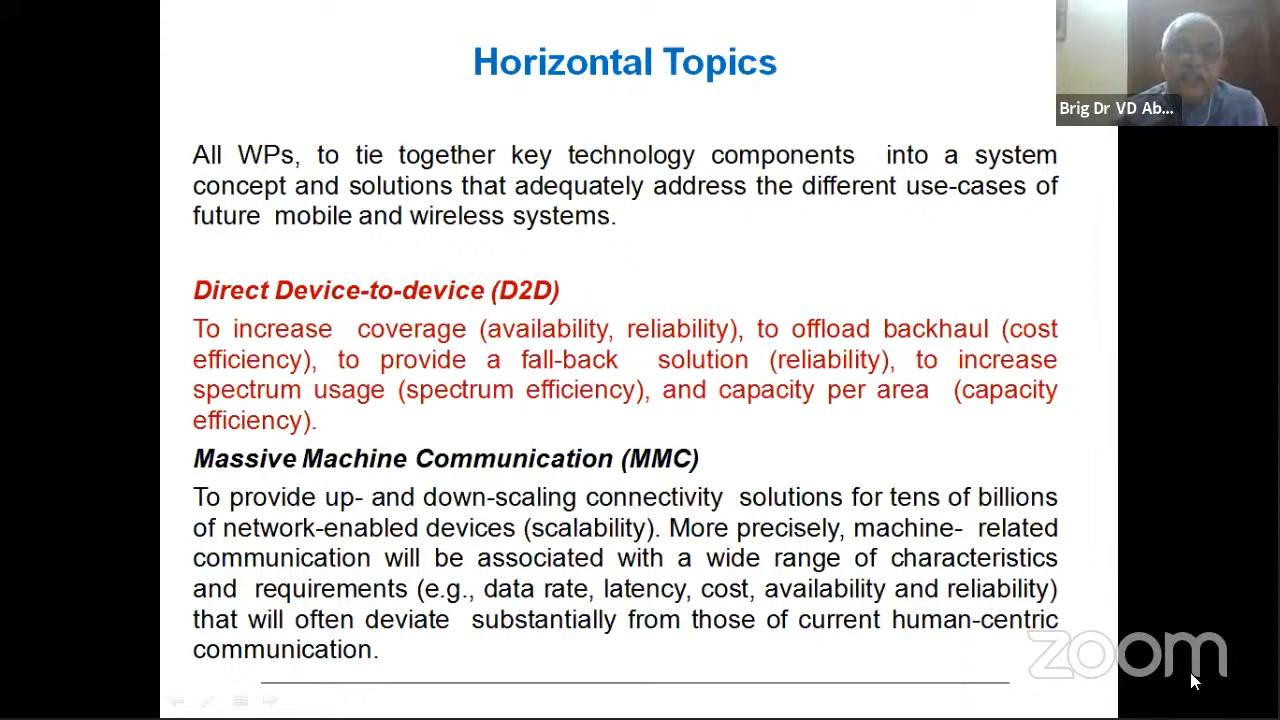 Horizontal Topics
Brig Dr VD Ab...
All WPs, to tie together key technology components into a system
concept and solutions that adequately address the different use-cases of
future mobile and wireless systems.
Direct Device-to-device (D2D)
To increase coverage (availability, reliability), to offload backhaul (cost
efficiency), to provide a fall-back solution (reliability), to increase
spectrum usage (spectrum efficiency), and capacity per area (capacity
efficiency).
Massive Machine Communication (MMC)
To provide up- and down-scaling connectivity solutions for tens of billions
of network-enabled devices (scalability). More precisely, machine- related
communication will be associated with a wide range of characteristics
and requirements (e.g., data rate, latency, cost, availability and reliability)
that will often deviate substantially from those of current human-centric
communication.
zoom